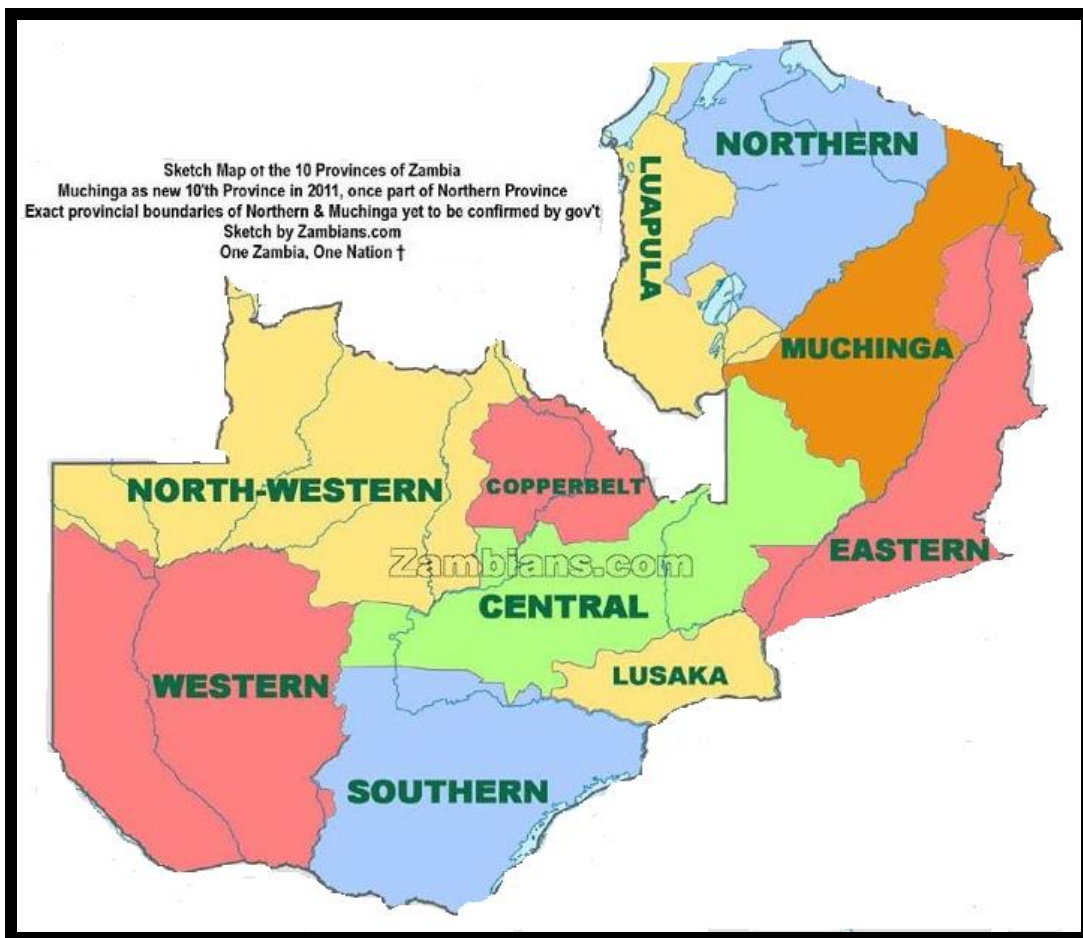 Sketch Map of the 10 Provinces of Zambia
Muchinga as new 10'th Province in 2011, once part of Northern Province
Exact provincial boundaries of Northern & Muchinga yet to be confirmed by gov't
Sketch by Zambians.com
One Zambia, One Nation †
NORTHERN
LUAPULA
MUCHINGA
NORTH-WESTERN
COPPERBELT
EASTERN
Zambians.com
CENTRAL
WESTERN
LUSAKA
SOUTHERN